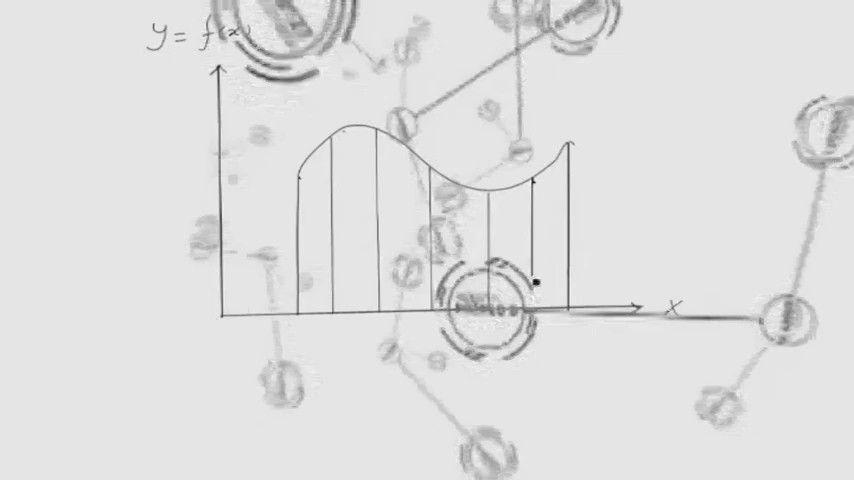 y = f(x)
x